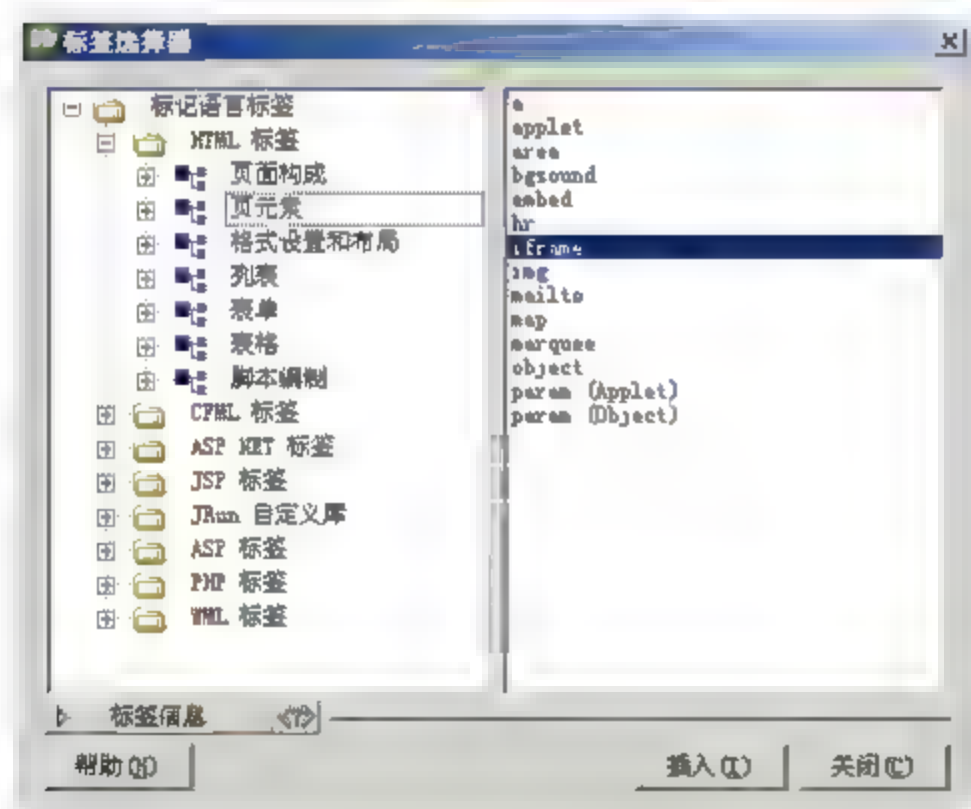 标签选择器
标记语言标签
HTML 标签
页面构成
页元素
格式设置和布局
列表
表单
表格
脚本编制
CFML 标签
ASP.NET 标签
JSP 标签
JRun 自定义库
ASP 标签
PHP 标签
WML 标签
a
applet
area
bgsound
embed
hr
iframe
img
mailto
map
marquee
object
param (Applet)
param (Object)
标签信息
帮助(H)
插入(I)
关闭(C)